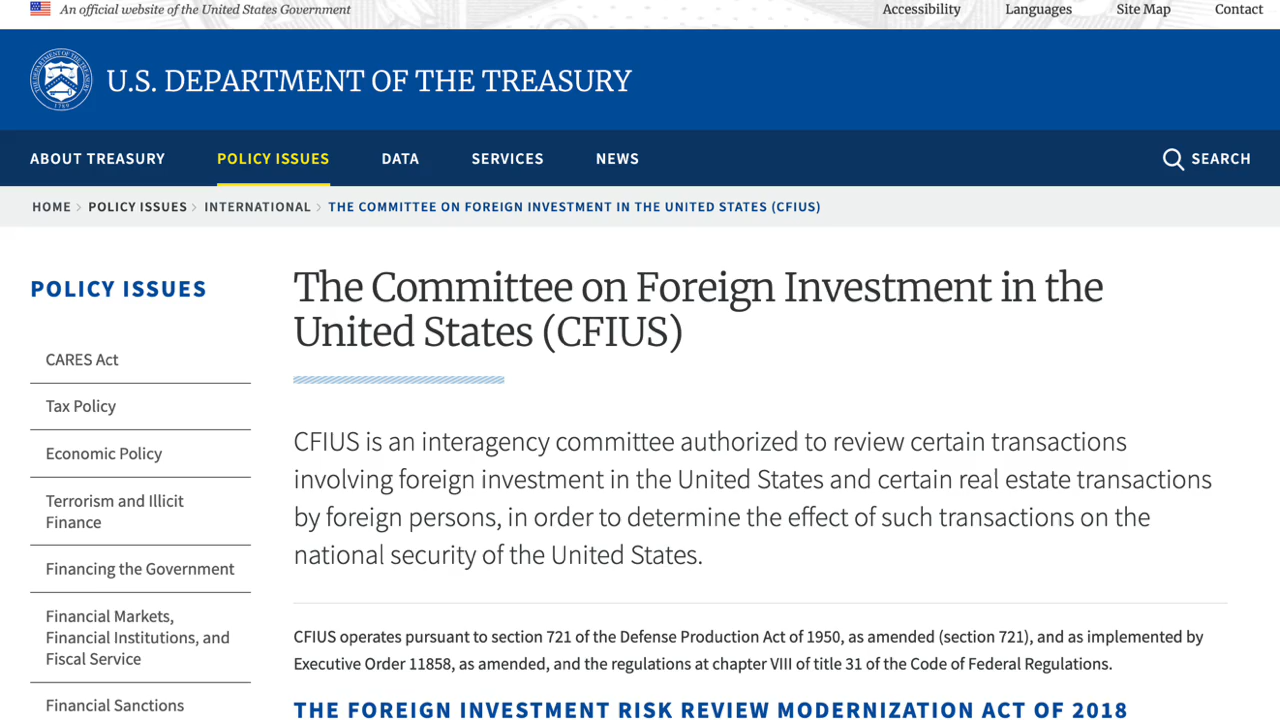 An official website of the United States Government
Accessibility Languages Site Map Contact
U.S. DEPARTMENT OF THE TREASURY
ABOUT TREASURY POLICY ISSUES DATA SERVICES NEWS SEARCH
HOME > POLICY ISSUES > INTERNATIONAL > THE COMMITTEE ON FOREIGN INVESTMENT IN THE UNITED STATES (CFIUS)
POLICY ISSUES
CARES Act
Tax Policy
Economic Policy
Terrorism and Illicit
Finance
Financing the Government
Financial Markets,
Financial Institutions, and
Fiscal Service
Financial Sanctions
The Committee on Foreign Investment in the
United States (CFIUS)
CFIUS is an interagency committee authorized to review certain transactions
involving foreign investment in the United States and certain real estate transactions
by foreign persons, in order to determine the effect of such transactions on the
national security of the United States.
CFIUS operates pursuant to section 721 of the Defense Production Act of 1950, as amended (section 721), and as implemented by
Executive Order 11858, as amended, and the regulations at chapter VIII of title 31 of the Code of Federal Regulations.
THE FOREIGN INVESTMENT RISK REVIEW MODERNIZATION ACT OF 2018